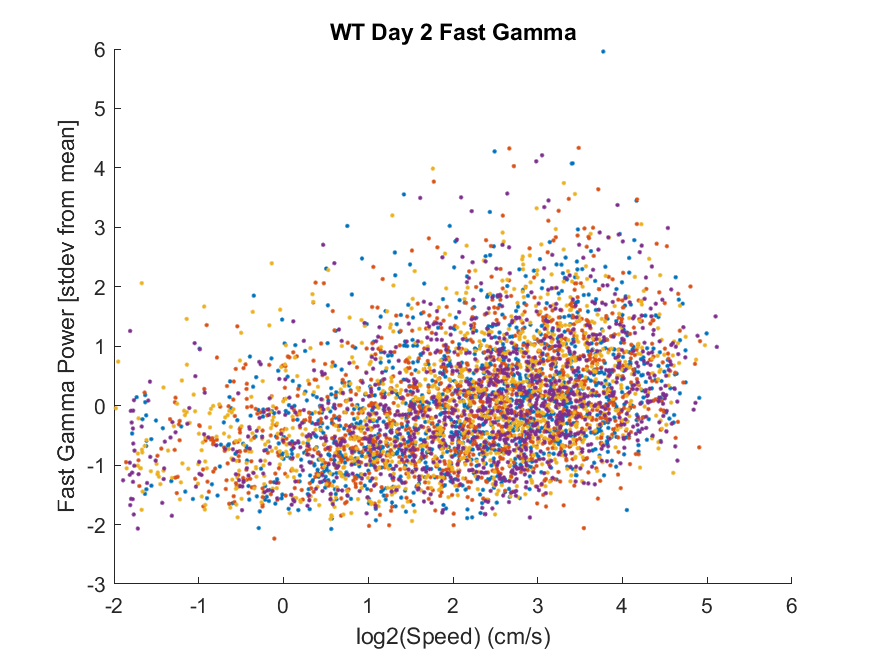 WT Day 2 Fast Gamma
6
5
4
3
2
1
0
-1
-2
-3
Fast Gamma Power [stdev from mean]
-2 -1 0 1 2 3 4 5 6
log2(Speed) (cm/s)